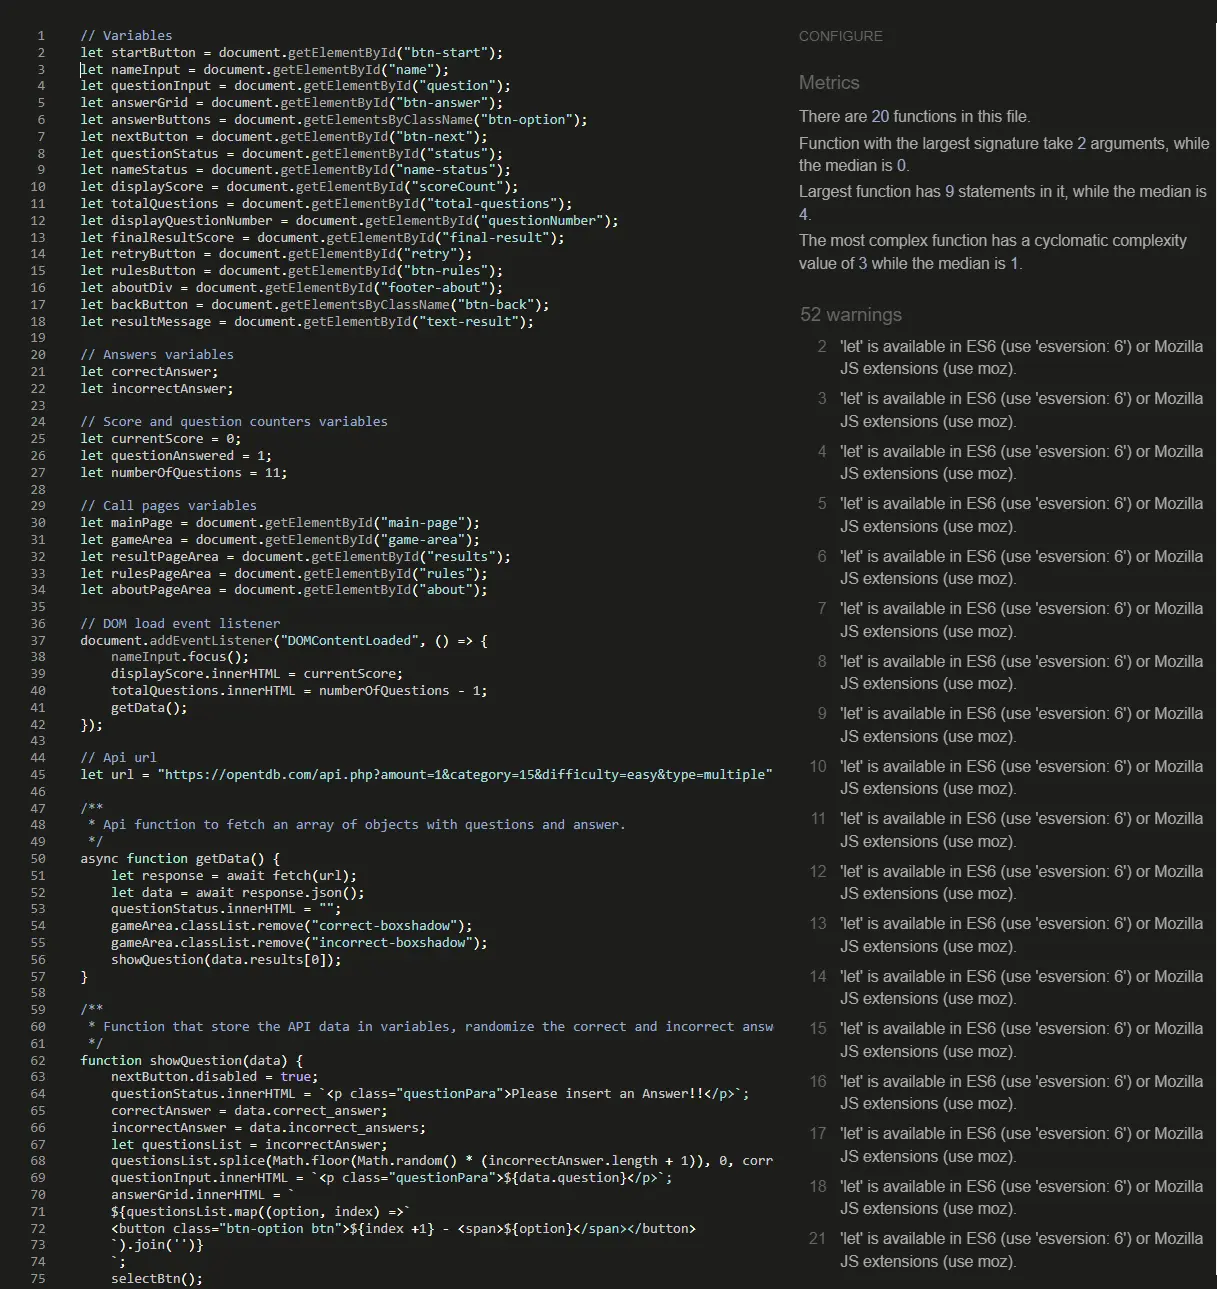 1 // Variables
2 let startButton = document.getElementById("btn-start");
3 let nameInput = document.getElementById("name");
4 let questionInput = document.getElementById("question");
5 let answerGrid = document.getElementById("btn-answer");
6 let answerButtons = document.getElementsByClassName("btn-option");
7 let nextButton = document.getElementById("btn-next");
8 let questionStatus = document.getElementById("status");
9 let nameStatus = document.getElementById("name-status");
10 let displayScore = document.getElementById("scoreCount");
11 let totalQuestions = document.getElementById("total-questions");
12 let displayQuestionNumber = document.getElementById("questionNumber");
13 let finalResultScore = document.getElementById("final-result");
14 let retryButton = document.getElementById("retry");
15 let rulesButton = document.getElementById("btn-rules");
16 let aboutDiv = document.getElementById("footer-about");
17 let backButton = document.getElementsByClassName("btn-back");
18 let resultMessage = document.getElementById("text-result");
19
20 // Answers variables
21 let correctAnswer;
22 let incorrectAnswer;
23
24 // Score and question counters variables
25 let currentScore = 0;
26 let questionAnswered = 1;
27 let numberOfQuestions = 11;
28
29 // Call pages variables
30 let mainPage = document.getElementById("main-page");
31 let gameArea = document.getElementById("game-area");
32 let resultPageArea = document.getElementById("results");
33 let rulesPageArea = document.getElementById("rules");
34 let aboutPageArea = document.getElementById("about");
35
36 // DOM load event listener
37 document.addEventListener("DOMContentLoaded", () => {
38     nameInput.focus();
39     displayScore.innerHTML = currentScore;
40     totalQuestions.innerHTML = numberOfQuestions - 1;
41     getData();
42 });
43
44 // Api url
45 let url = "https://opentdb.com/api.php?amount=1&category=15&difficulty=easy&type=multiple"
46
47 /**
48  * Api function to fetch an array of objects with questions and answer.
49  */
50 async function getData() {
51     let response = await fetch(url);
52     let data = await response.json();
53     questionStatus.innerHTML = "";
54     gameArea.classList.remove("correct-boxshadow");
55     gameArea.classList.remove("incorrect-boxshadow");
56     showQuestion(data.results[0]);
57 }
58
59 /**
60  * Function that store the API data in variables, randomize the correct and incorrect answ
61  */
62 function showQuestion(data) {
63     nextButton.disabled = true;
64     questionStatus.innerHTML = `<p class="questionPara">Please insert an Answer!!</p>`;
65     correctAnswer = data.correct_answer;
66     incorrectAnswer = data.incorrect_answers;
67     let questionsList = incorrectAnswer;
68     questionsList.splice(Math.floor(Math.random() * (incorrectAnswer.length + 1)), 0, corr
69     questionInput.innerHTML = `<p class="questionPara">${data.question}</p>`;
70     answerGrid.innerHTML = `
71     ${questionsList.map((option, index) =>`
72     <button class="btn-option btn">${index +1} - <span>${option}</span></button>
73     `).join('')}
74     `;
75     selectBtn();
CONFIGURE
Metrics
There are 20 functions in this file.
Function with the largest signature take 2 arguments, while
the median is 0.
Largest function has 9 statements in it, while the median is
4.
The most complex function has a cyclomatic complexity
value of 3 while the median is 1.
52 warnings
2 'let' is available in ES6 (use 'esversion: 6') or Mozilla
JS extensions (use moz).
3 'let' is available in ES6 (use 'esversion: 6') or Mozilla
JS extensions (use moz).
4 'let' is available in ES6 (use 'esversion: 6') or Mozilla
JS extensions (use moz).
5 'let' is available in ES6 (use 'esversion: 6') or Mozilla
JS extensions (use moz).
6 'let' is available in ES6 (use 'esversion: 6') or Mozilla
JS extensions (use moz).
7 'let' is available in ES6 (use 'esversion: 6') or Mozilla
JS extensions (use moz).
8 'let' is available in ES6 (use 'esversion: 6') or Mozilla
JS extensions (use moz).
9 'let' is available in ES6 (use 'esversion: 6') or Mozilla
JS extensions (use moz).
10 'let' is available in ES6 (use 'esversion: 6') or Mozilla
JS extensions (use moz).
11 'let' is available in ES6 (use 'esversion: 6') or Mozilla
JS extensions (use moz).
12 'let' is available in ES6 (use 'esversion: 6') or Mozilla
JS extensions (use moz).
13 'let' is available in ES6 (use 'esversion: 6') or Mozilla
JS extensions (use moz).
14 'let' is available in ES6 (use 'esversion: 6') or Mozilla
JS extensions (use moz).
15 'let' is available in ES6 (use 'esversion: 6') or Mozilla
JS extensions (use moz).
16 'let' is available in ES6 (use 'esversion: 6') or Mozilla
JS extensions (use moz).
17 'let' is available in ES6 (use 'esversion: 6') or Mozilla
JS extensions (use moz).
18 'let' is available in ES6 (use 'esversion: 6') or Mozilla
JS extensions (use moz).
21 'let' is available in ES6 (use 'esversion: 6') or Mozilla
JS extensions (use moz).